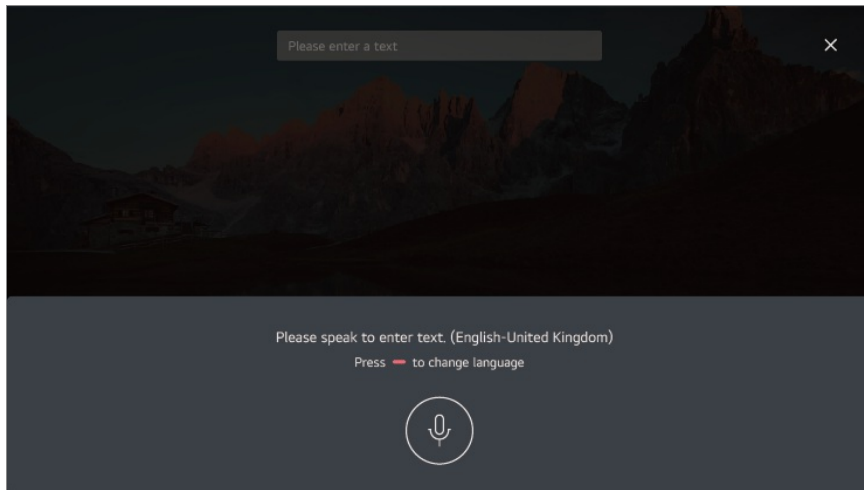 Please enter a text
Please speak to enter text. (English-United Kingdom)
Press to change language